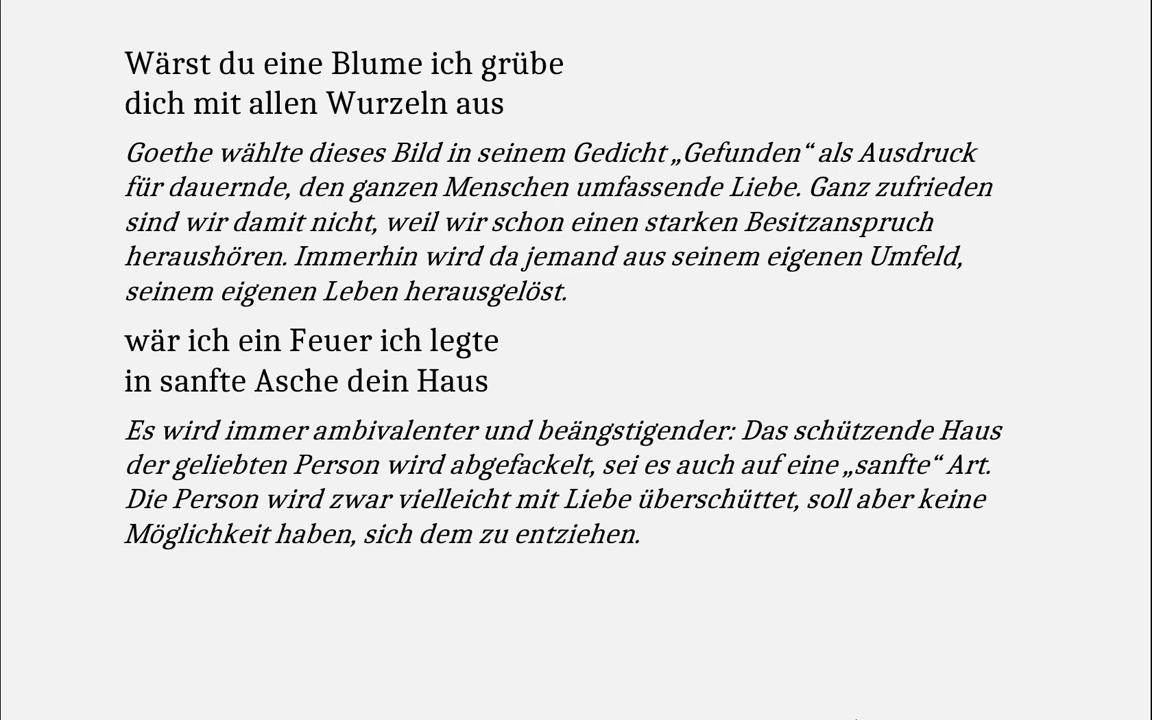 Wärst du eine Blume ich grübe
dich mit allen Wurzeln aus
Goethe wählte dieses Bild in seinem Gedicht „Gefunden“ als Ausdruck
für dauernde, den ganzen Menschen umfassende Liebe. Ganz zufrieden
sind wir damit nicht, weil wir schon einen starken Besitzanspruch
heraushören. Immerhin wird da jemand aus seinem eigenen Umfeld,
seinem eigenen Leben herausgelöst.
wär ich ein Feuer ich legte
in sanfte Asche dein Haus
Es wird immer ambivalenter und beängstigender: Das schützende Haus
der geliebten Person wird abgefackelt, sei es auch auf eine „sanfte“ Art.
Die Person wird zwar vielleicht mit Liebe überschüttet, soll aber keine
Möglichkeit haben, sich dem zu entziehen.